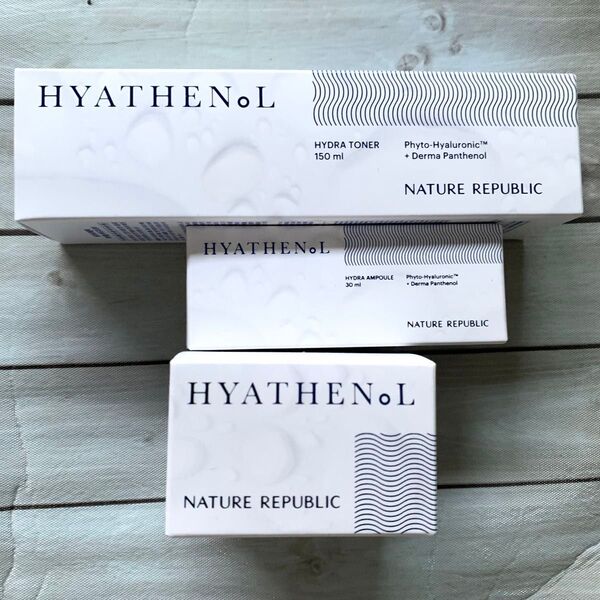 HYATHENoL
HYDRA TONER
150 ml
Phyto-Hyaluronic™
+ Derma Panthenol
NATURE REPUBLIC
HYATHENoL
HYDRA AMPOULE
30 ml
Phyto-Hyaluronic™
+ Derma Panthenol
NATURE REPUBLIC
HYATHENoL
NATURE REPUBLIC